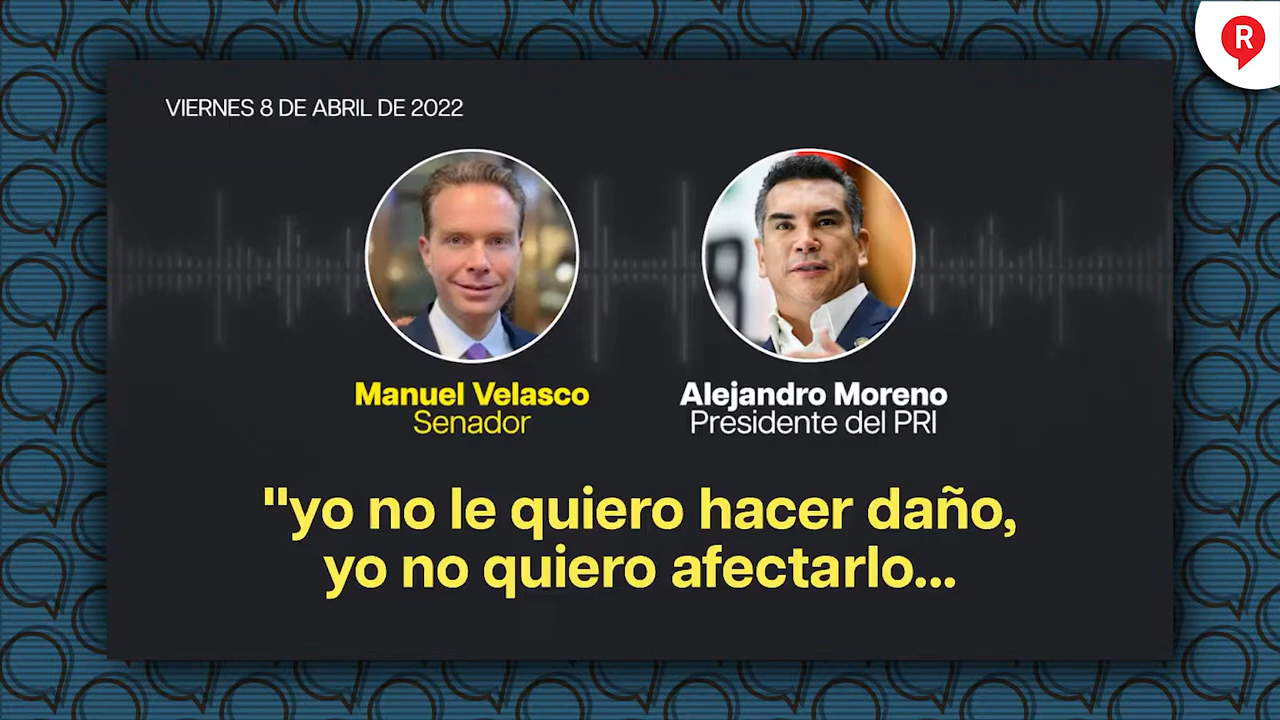 R
VIERNES 8 DE ABRIL DE 2022
Manuel Velasco
Senador
Alejandro Moreno
Presidente del PRI
"yo no le quiero hacer daño,
yo no quiero afectarlo...